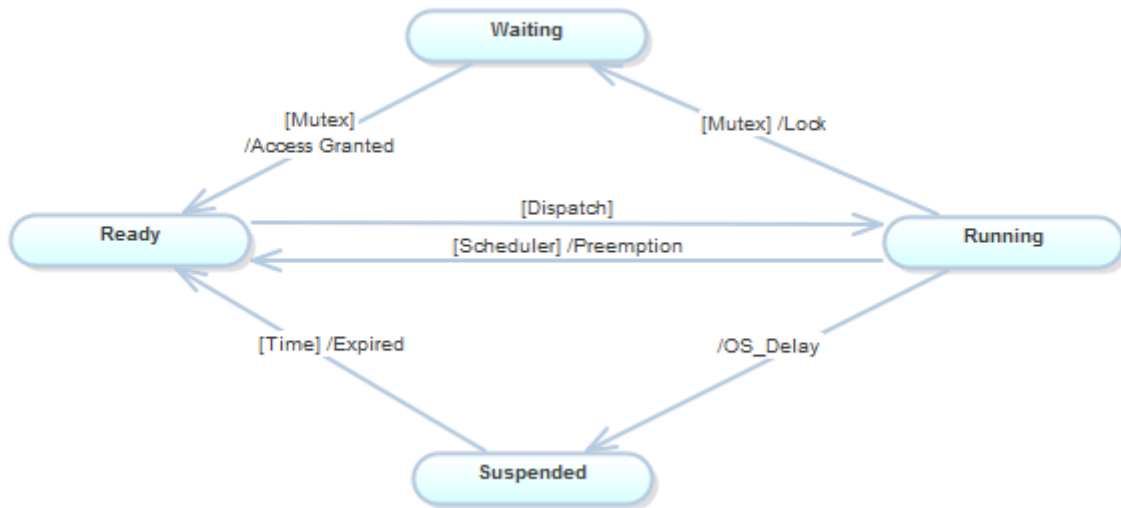 Waiting
[Mutex]
/Access Granted
[Mutex] /Lock
Ready
[Dispatch]
[Scheduler] /Preemption
Running
[Time] /Expired
/OS_Delay
Suspended